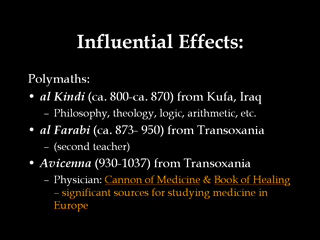 Influential Effects:
Polymaths:
• al Kindi (ca. 800-ca. 870) from Kufa, Iraq
– Philosophy, theology, logic, arithmetic, etc.
• al Farabi (ca. 873- 950) from Transoxania
– (second teacher)
• Avicenna (930-1037) from Transoxania
– Physician: Cannon of Medicine & Book of Healing
– significant sources for studying medicine in
Europe